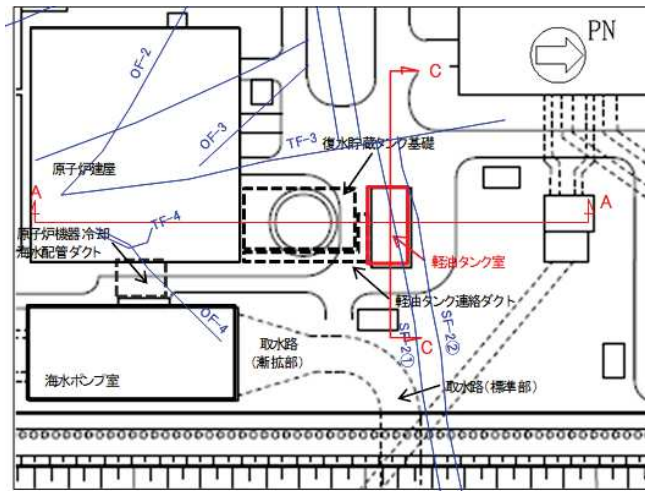 PN
OF-2
C
OF-3
TF-3
復水貯蔵タンク基礎
原子炉建屋
A
A
TF-4
原子炉機器冷却
海水配管ダクト
軽油タンク室
軽油タンク連絡ダクト
OF-4
SF-2①
SF-2②
C
取水路
(漸拡部)
海水ポンプ室
取水路(標準部)